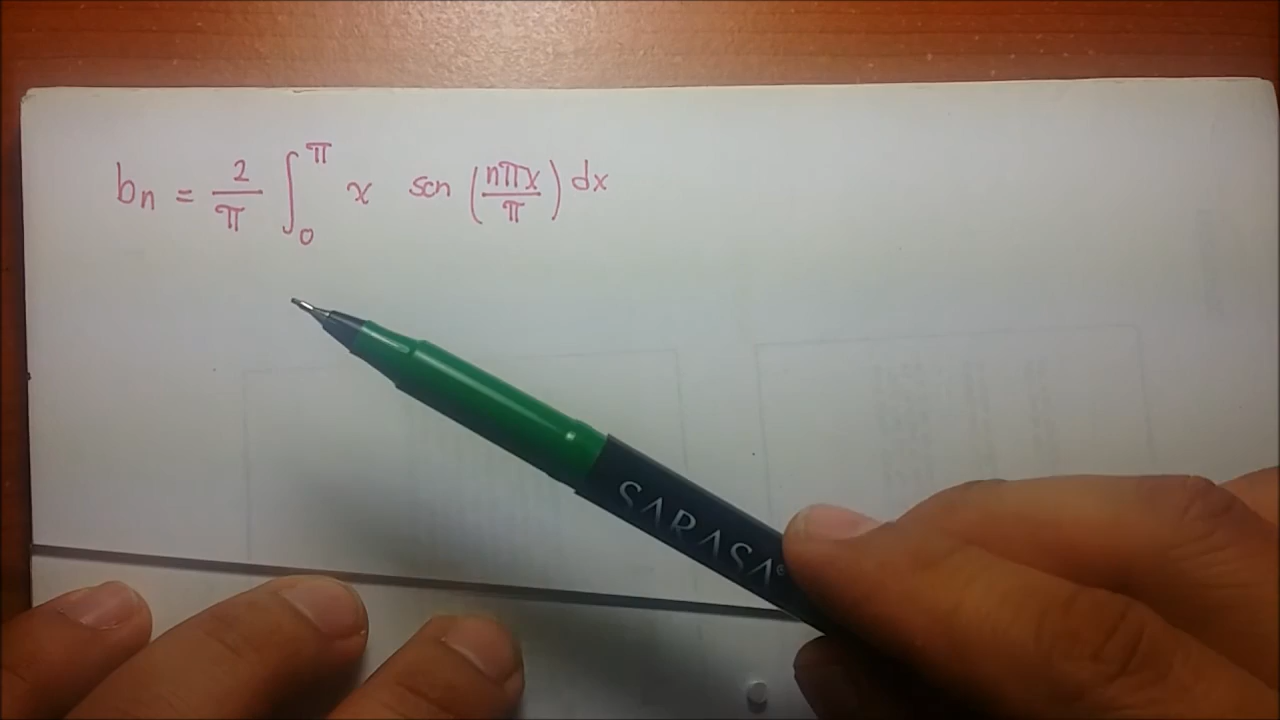 bn = 2/π ∫₀^π x sen (nπx/π) dx
SARASA®